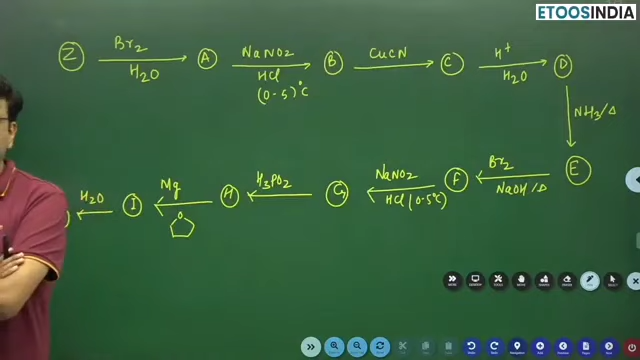 ETOOSINDIA
Z Br2 H2O A NaNO2 HCl (0-5)°C B CuCN C H+ H2O D
NH3/Δ
I H2O Mg O H H3PO2 G NaNO2 HCl (0-5°C) F Br2 NaOH/Δ E